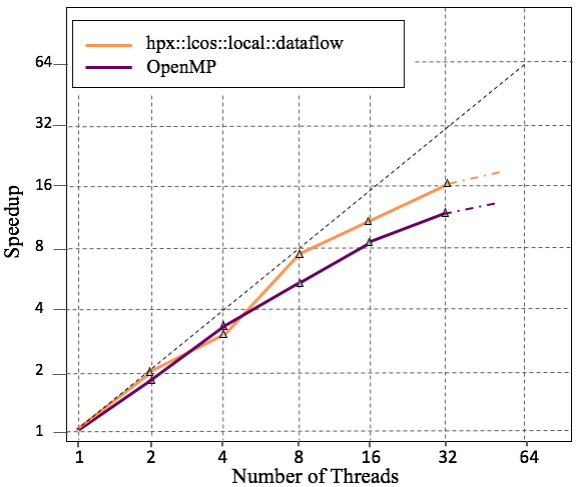 hpx::lcos::local::dataflow
OpenMP
64
32
16
8
4
2
1
Speedup
1 2 4 8 16 32 64
Number of Threads